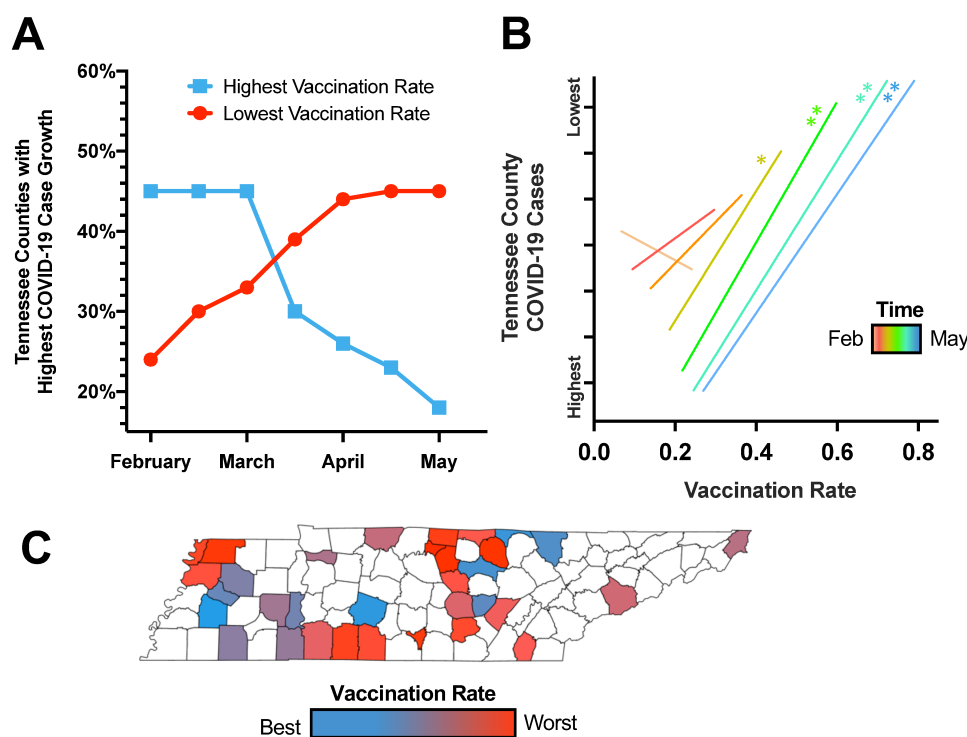 A
Tennessee Counties with
Highest COVID-19 Case Growth
60%
50%
40%
30%
20%
Highest Vaccination Rate
Lowest Vaccination Rate
February
March
April
May
B
Tennessee County
COVID-19 Cases
Lowest
Highest
*
*
*
*
*
*
*
Time
Feb
May
0.0
0.2
0.4
0.6
0.8
Vaccination Rate
C
Vaccination Rate
Best
Worst